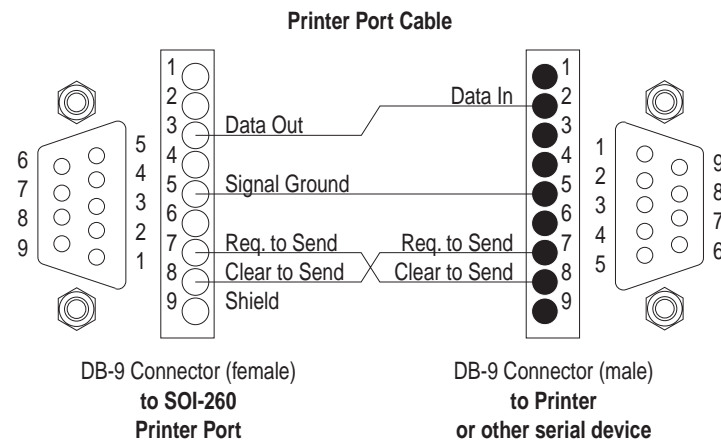 Printer Port Cable
1
2
3 Data Out
4
5 Signal Ground
6
7 Req. to Send
8 Clear to Send
9 Shield
1
Data In 2
3
4
5
6
Req. to Send 7
Clear to Send 8
9
6
7
8
9
5
4
3
2
1
1
2
3
4
5
9
8
7
6
DB-9 Connector (female)
to SOI-260
Printer Port
DB-9 Connector (male)
to Printer
or other serial device